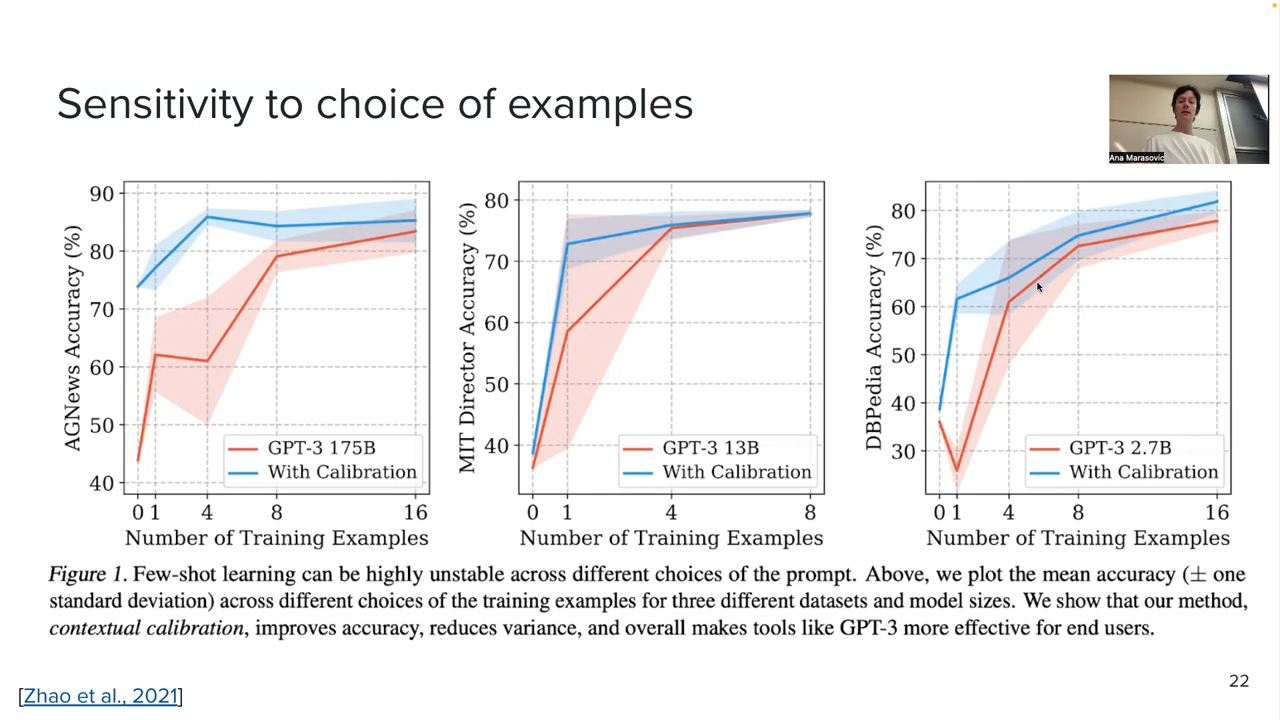 Sensitivity to choice of examples
Ana Marasovic
AGNews Accuracy (%)
90
80
70
60
50
40
GPT-3 175B
With Calibration
0 1 4 8 16
Number of Training Examples
MIT Director Accuracy (%)
80
70
60
50
40
GPT-3 13B
With Calibration
0 1 4 8
Number of Training Examples
DBPedia Accuracy (%)
80
70
60
50
40
30
GPT-3 2.7B
With Calibration
0 1 4 8 16
Number of Training Examples
Figure 1. Few-shot learning can be highly unstable across different choices of the prompt. Above, we plot the mean accuracy (± one
standard deviation) across different choices of the training examples for three different datasets and model sizes. We show that our method,
contextual calibration, improves accuracy, reduces variance, and overall makes tools like GPT-3 more effective for end users.
[Zhao et al., 2021]
22